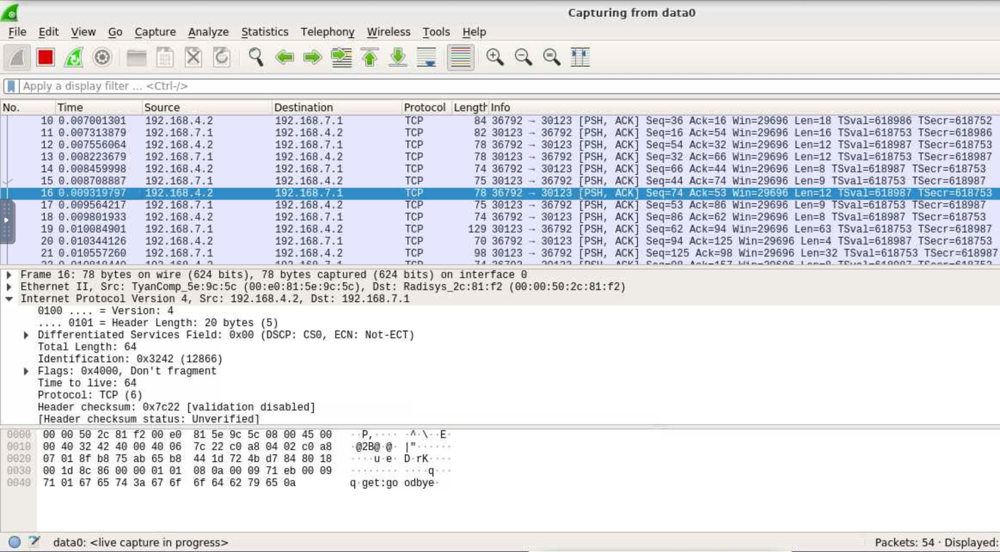 Capturing from data0
File Edit View Go Capture Analyze Statistics Telephony Wireless Tools Help
Apply a display filter ... <Ctrl-/>
No. Time Source Destination Protocol Length Info
10 0.007001301 192.168.4.2 192.168.7.1 TCP 84 36792 → 30123 [PSH, ACK] Seq=36 Ack=16 Win=29696 Len=18 TSval=618986 TSecr=618752
11 0.007313879 192.168.7.1 192.168.4.2 TCP 82 30123 → 36792 [PSH, ACK] Seq=16 Ack=54 Win=29696 Len=16 TSval=618753 TSecr=618986
12 0.007556064 192.168.4.2 192.168.7.1 TCP 78 36792 → 30123 [PSH, ACK] Seq=54 Ack=32 Win=29696 Len=12 TSval=618987 TSecr=618753
13 0.008223679 192.168.7.1 192.168.4.2 TCP 78 30123 → 36792 [PSH, ACK] Seq=32 Ack=66 Win=29696 Len=12 TSval=618753 TSecr=618987
14 0.008459998 192.168.4.2 192.168.7.1 TCP 74 36792 → 30123 [PSH, ACK] Seq=66 Ack=44 Win=29696 Len=8 TSval=618987 TSecr=618753
15 0.008708887 192.168.7.1 192.168.4.2 TCP 75 30123 → 36792 [PSH, ACK] Seq=44 Ack=74 Win=29696 Len=9 TSval=618753 TSecr=618987
16 0.009319797 192.168.4.2 192.168.7.1 TCP 78 36792 → 30123 [PSH, ACK] Seq=74 Ack=53 Win=29696 Len=12 TSval=618987 TSecr=618753
17 0.009564217 192.168.7.1 192.168.4.2 TCP 75 30123 → 36792 [PSH, ACK] Seq=53 Ack=86 Win=29696 Len=9 TSval=618753 TSecr=618987
18 0.009801933 192.168.4.2 192.168.7.1 TCP 74 36792 → 30123 [PSH, ACK] Seq=86 Ack=62 Win=29696 Len=8 TSval=618987 TSecr=618753
19 0.010084901 192.168.7.1 192.168.4.2 TCP 129 30123 → 36792 [PSH, ACK] Seq=62 Ack=94 Win=29696 Len=63 TSval=618753 TSecr=618987
20 0.010344126 192.168.4.2 192.168.7.1 TCP 70 36792 → 30123 [PSH, ACK] Seq=94 Ack=125 Win=29696 Len=4 TSval=618987 TSecr=618753
21 0.010557260 192.168.7.1 192.168.4.2 TCP 98 30123 → 36792 [PSH, ACK] Seq=125 Ack=98 Win=29696 Len=32 TSval=618753 TSecr=618987
Frame 16: 78 bytes on wire (624 bits), 78 bytes captured (624 bits) on interface 0
Ethernet II, Src: TyanComp_5e:9c:5c (00:e0:81:5e:9c:5c), Dst: Radisys_2c:81:f2 (00:00:50:2c:81:f2)
Internet Protocol Version 4, Src: 192.168.4.2, Dst: 192.168.7.1
0100 .... = Version: 4
.... 0101 = Header Length: 20 bytes (5)
Differentiated Services Field: 0x00 (DSCP: CS0, ECN: Not-ECT)
Total Length: 64
Identification: 0x3242 (12866)
Flags: 0x4000, Don't fragment
Time to live: 64
Protocol: TCP (6)
Header checksum: 0x7c22 [validation disabled]
[Header checksum status: Unverified]
0000 00 00 50 2c 81 f2 00 e0 81 5e 9c 5c 08 00 45 00 ··P,···· ·^·\··E·
0010 00 40 32 42 40 00 40 06 7c 22 c0 a8 04 02 c0 a8 ·@2B@·@· |"······
0020 07 01 8f b8 75 ab 65 b8 44 1d 72 4b d7 84 80 18 ····u·e· D·rK····
0030 00 1d 8c 86 00 00 01 01 08 0a 00 09 71 eb 00 09 ········ ····q···
0040 71 01 67 65 74 3a 67 6f 6f 64 62 79 65 0a q·get:go odbye·
data0: <live capture in progress> Packets: 54 · Displayed: